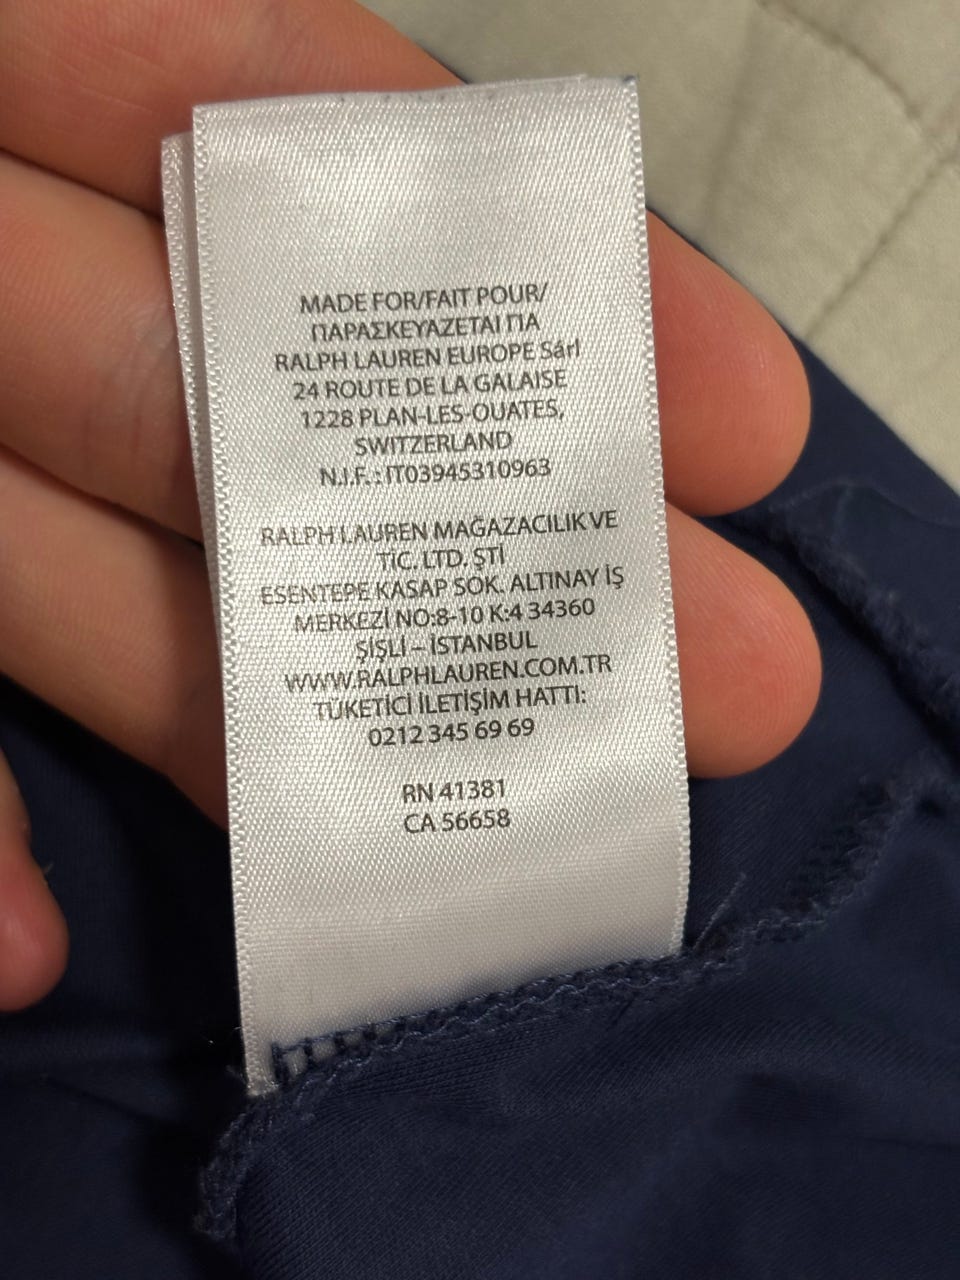 MADE FOR/FAIT POUR/
ΠΑΡΑΣΚΕΥΑΖΕΤΑΙ ΓΙΑ
RALPH LAUREN EUROPE Sárl
24 ROUTE DE LA GALAISE
1228 PLAN-LES-OUATES,
SWITZERLAND
N.I.F. : IT03945310963
RALPH LAUREN MAĞAZACILIK VE
TİC. LTD. ŞTİ
ESENTEPE KASAP SOK. ALTINAY İŞ
MERKEZİ NO:8-10 K:4 34360
ŞİŞLİ – İSTANBUL
WWW.RALPHLAUREN.COM.TR
TÜKETİCİ İLETİŞİM HATTI:
0212 345 69 69
RN 41381
CA 56658